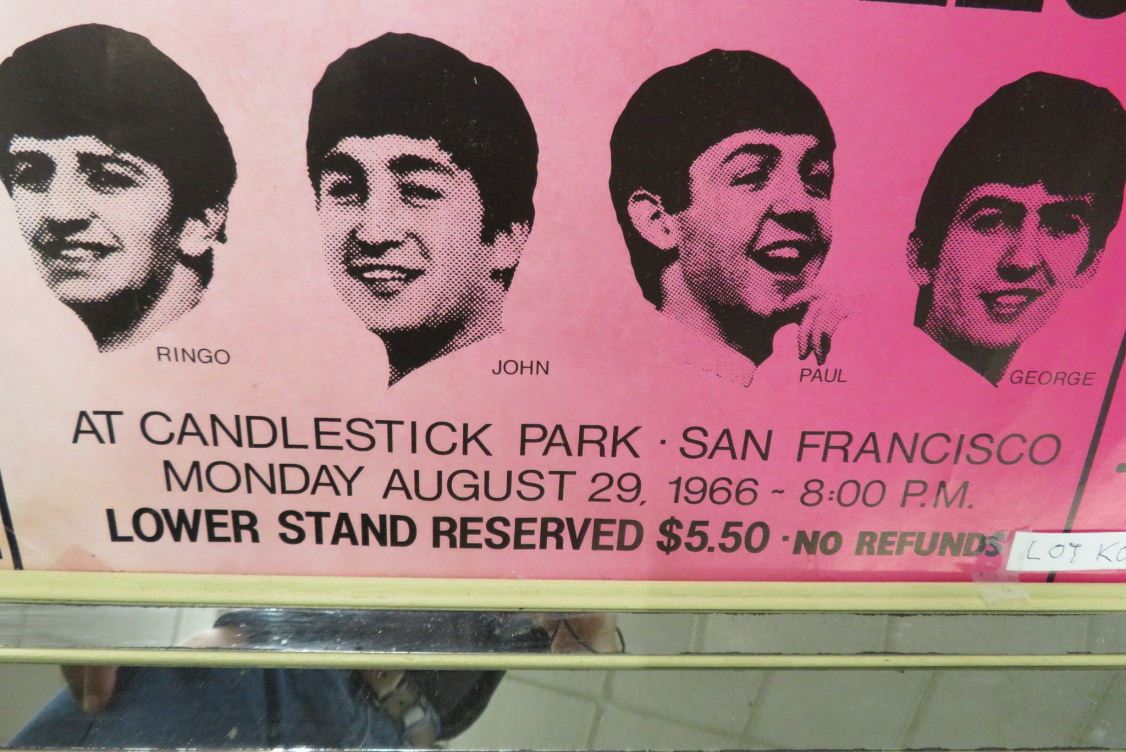 RINGO
JOHN
PAUL
GEORGE
AT CANDLESTICK PARK · SAN FRANCISCO
MONDAY AUGUST 29, 1966 ~ 8:00 P.M.
LOWER STAND RESERVED $5.50 · NO REFUNDS
LOT